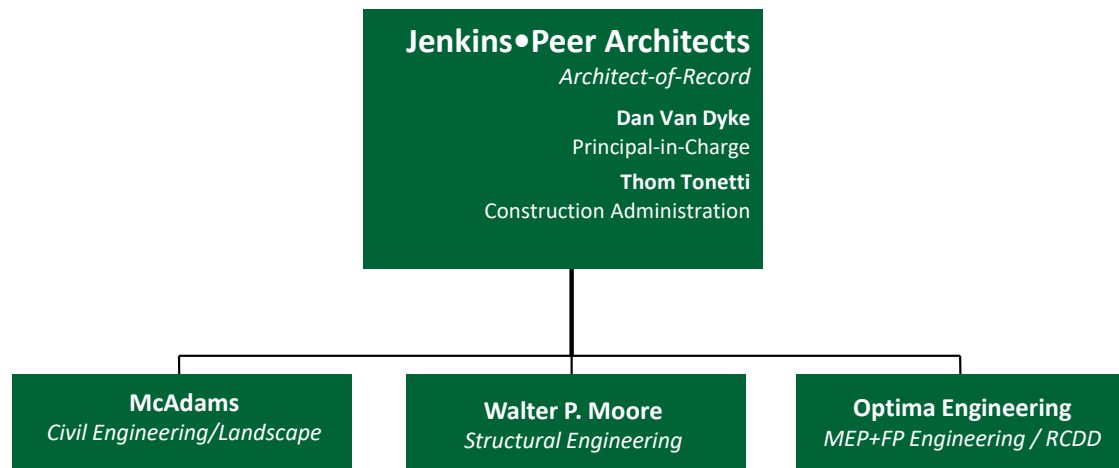 Jenkins•Peer Architects
Architect-of-Record
Dan Van Dyke
Principal-in-Charge
Thom Tonetti
Construction Administration
McAdams
Civil Engineering/Landscape
Walter P. Moore
Structural Engineering
Optima Engineering
MEP+FP Engineering / RCDD